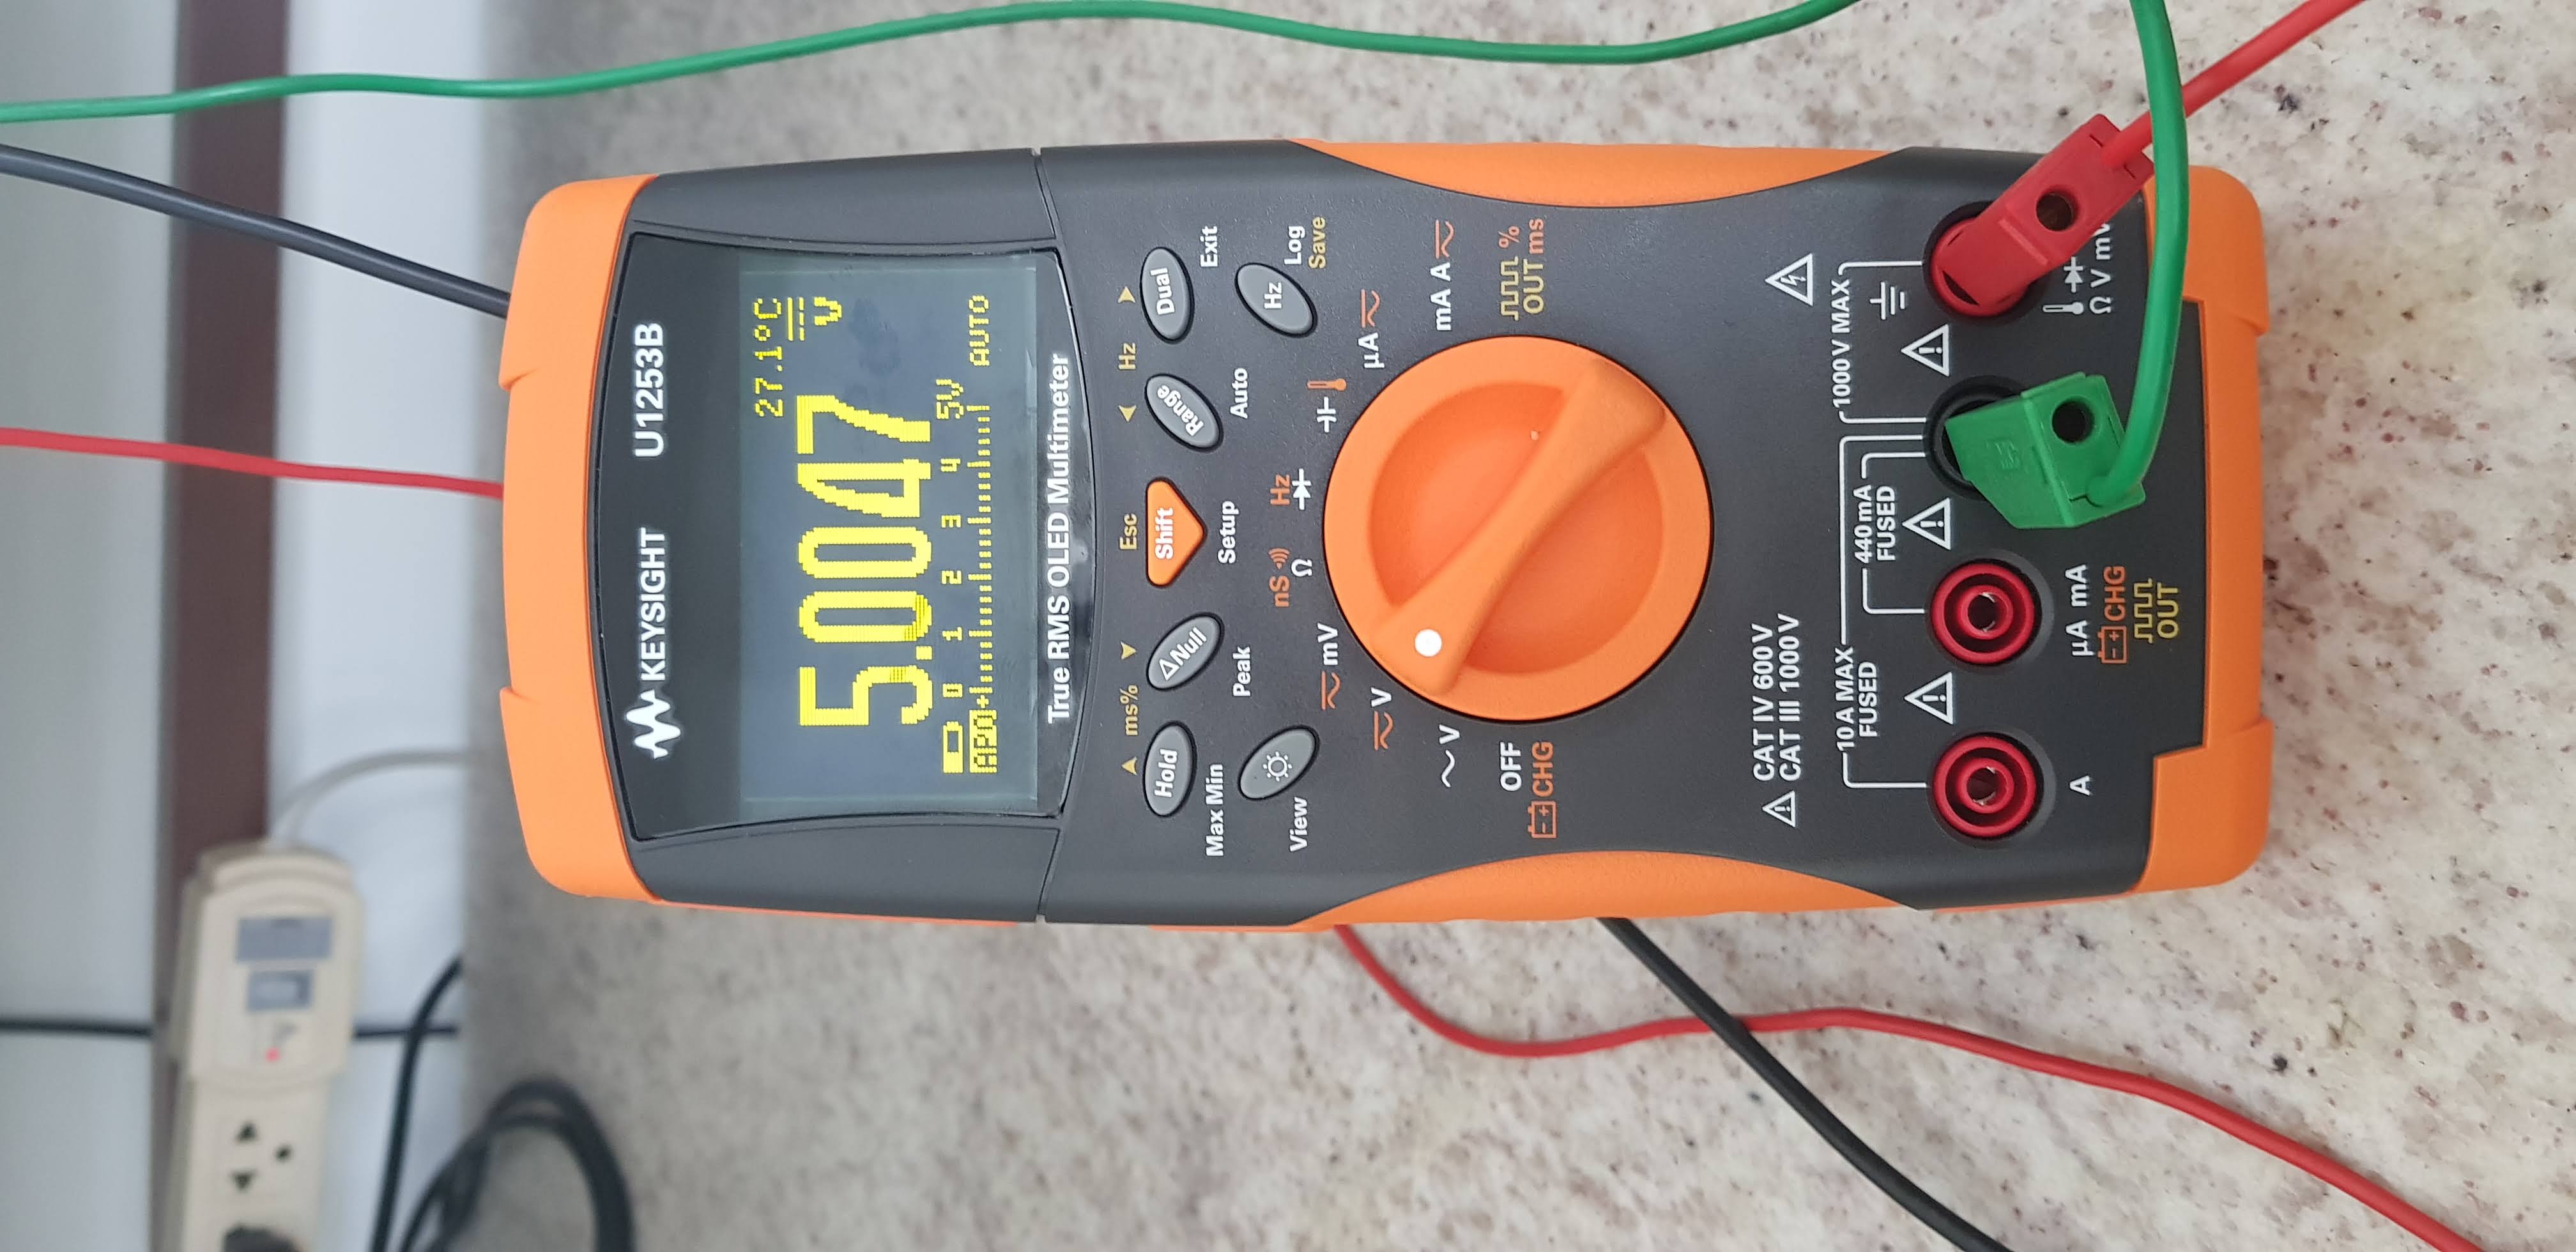 KEYSIGHT U1253B
27.1°C
5.0047 V
0 1 2 3 4 5V
APO + AUTO
True RMS OLED Multimeter
ms% Esc Hz
Hold ΔNull Shift Range Dual
Max Min Peak Setup Auto Exit
View Hz Log
Save
nS Hz
Ω
mV
V
~ V
OFF
CHG
µA
mA A
%
OUT ms
CAT IV 600 V
CAT III 1000 V
10 A MAX
FUSED
440 mA
FUSED
1000 V MAX
A
µA mA
CHG
OUT
Ω V mV